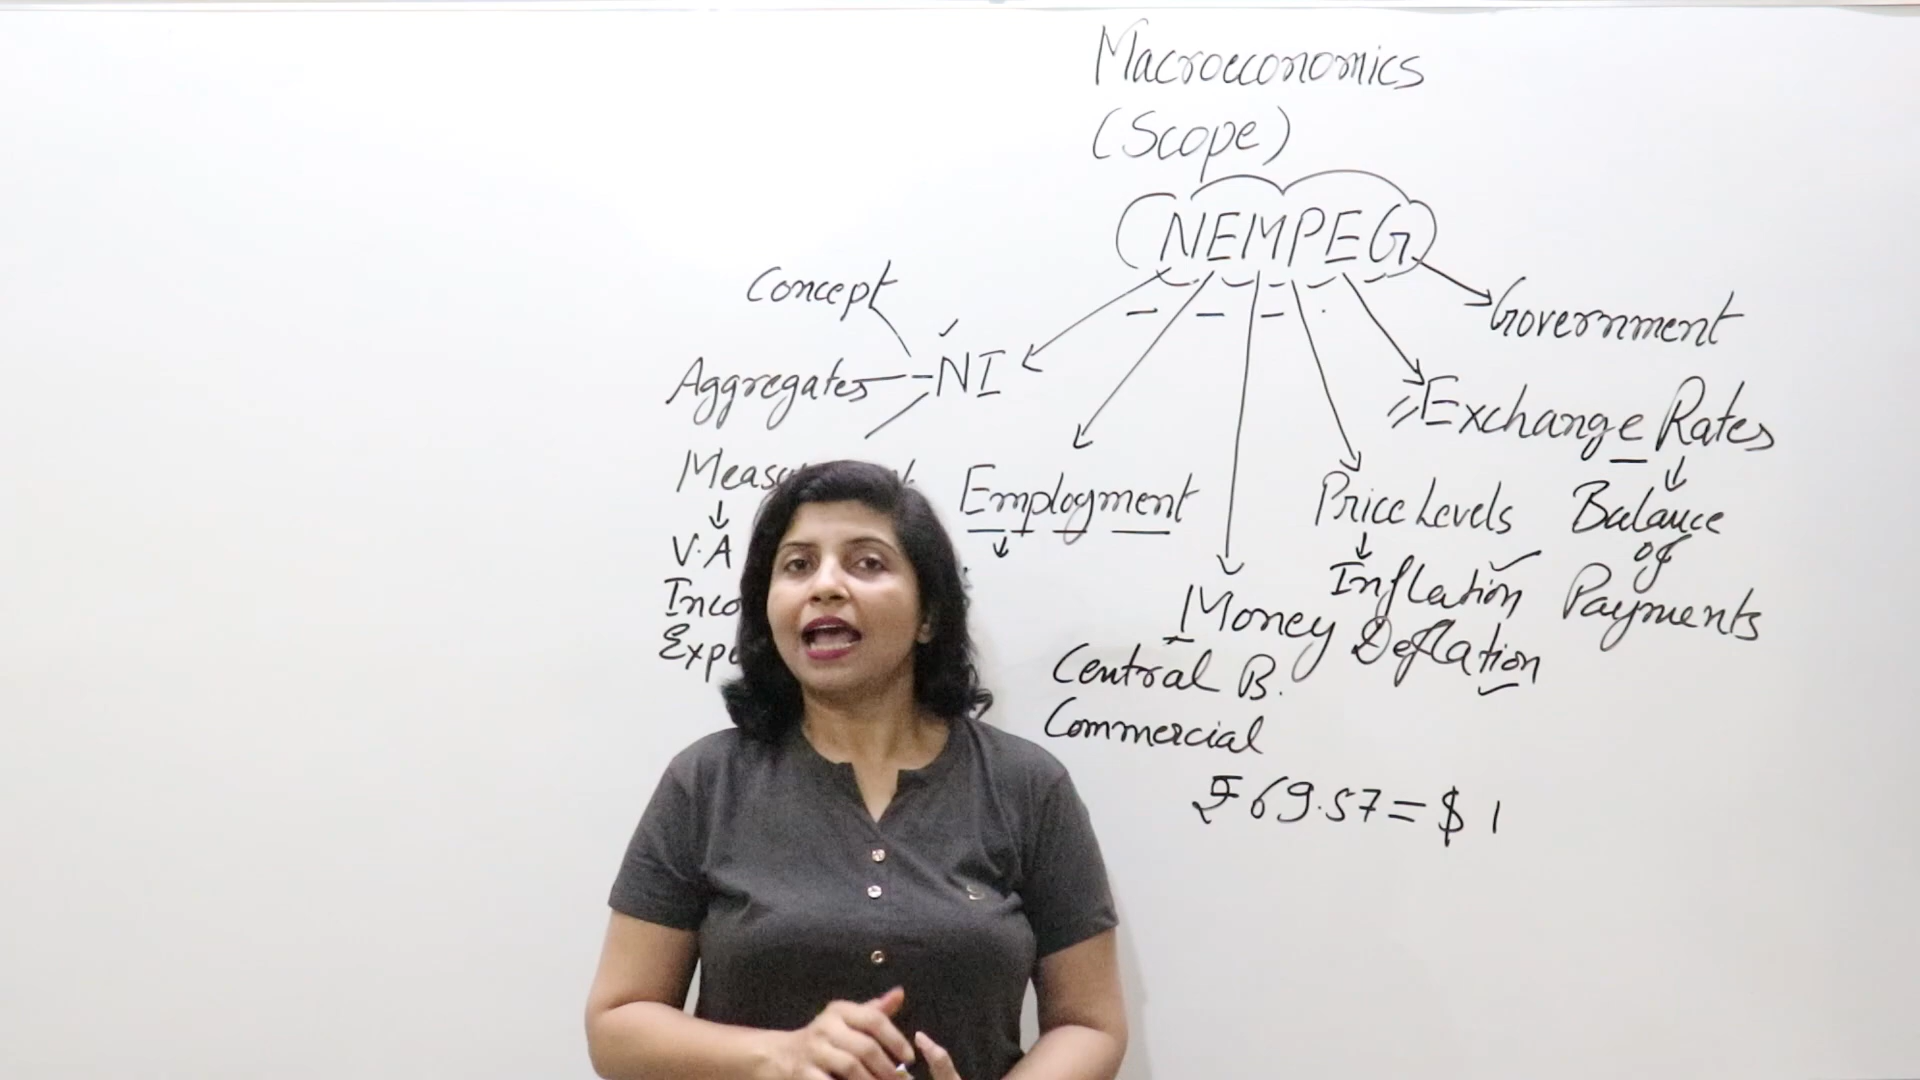 Macroeconomics
(Scope)
NEMPEG
Government
Concept
Aggregates
NI
Exchange Rates
Employment
Price Levels
Balance
of
Payments
V.A
Inflation
Money
Deflation
Central B.
Commercial
₹ 69.57 = $ 1